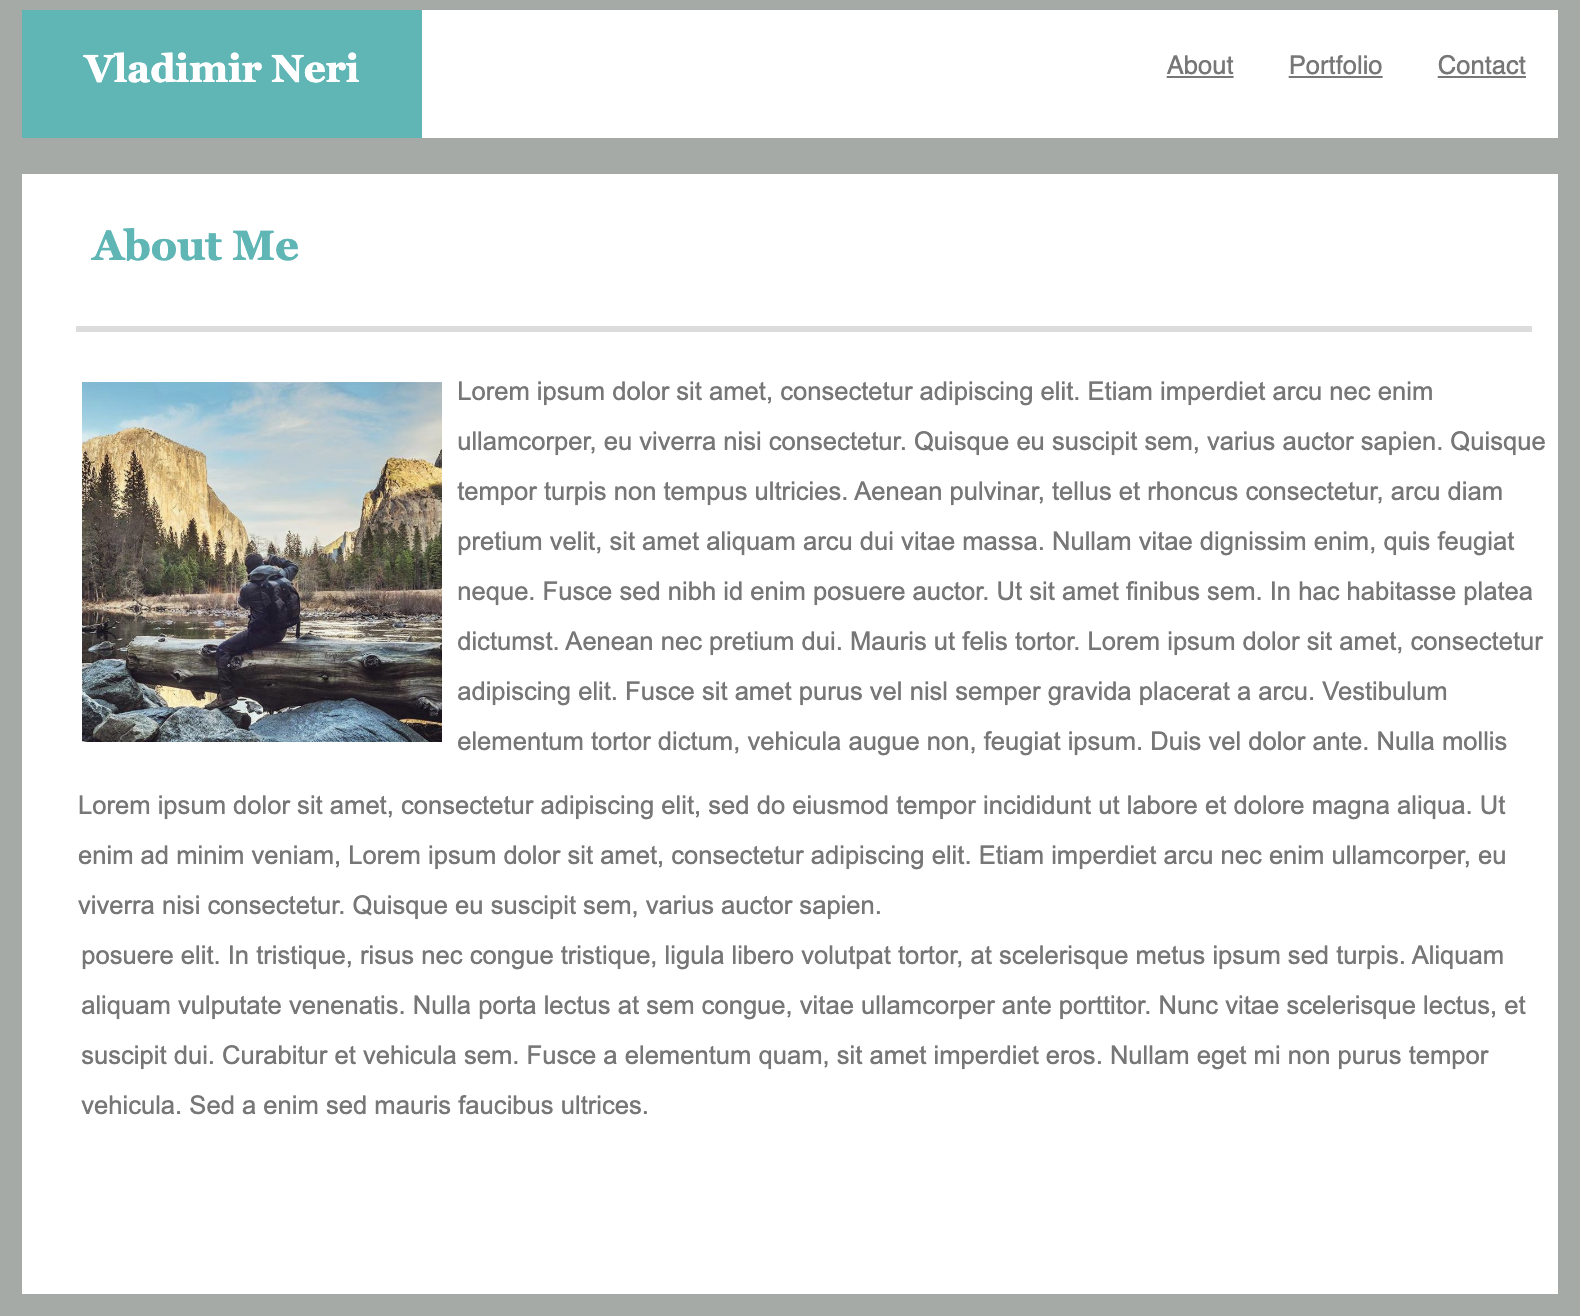 Vladimir Neri
About
Portfolio
Contact
About Me
Lorem ipsum dolor sit amet, consectetur adipiscing elit. Etiam imperdiet arcu nec enim
ullamcorper, eu viverra nisi consectetur. Quisque eu suscipit sem, varius auctor sapien. Quisque
tempor turpis non tempus ultricies. Aenean pulvinar, tellus et rhoncus consectetur, arcu diam
pretium velit, sit amet aliquam arcu dui vitae massa. Nullam vitae dignissim enim, quis feugiat
neque. Fusce sed nibh id enim posuere auctor. Ut sit amet finibus sem. In hac habitasse platea
dictumst. Aenean nec pretium dui. Mauris ut felis tortor. Lorem ipsum dolor sit amet, consectetur
adipiscing elit. Fusce sit amet purus vel nisl semper gravida placerat a arcu. Vestibulum
elementum tortor dictum, vehicula augue non, feugiat ipsum. Duis vel dolor ante. Nulla mollis
Lorem ipsum dolor sit amet, consectetur adipiscing elit, sed do eiusmod tempor incididunt ut labore et dolore magna aliqua. Ut
enim ad minim veniam, Lorem ipsum dolor sit amet, consectetur adipiscing elit. Etiam imperdiet arcu nec enim ullamcorper, eu
viverra nisi consectetur. Quisque eu suscipit sem, varius auctor sapien.
posuere elit. In tristique, risus nec congue tristique, ligula libero volutpat tortor, at scelerisque metus ipsum sed turpis. Aliquam
aliquam vulputate venenatis. Nulla porta lectus at sem congue, vitae ullamcorper ante porttitor. Nunc vitae scelerisque lectus, et
suscipit dui. Curabitur et vehicula sem. Fusce a elementum quam, sit amet imperdiet eros. Nullam eget mi non purus tempor
vehicula. Sed a enim sed mauris faucibus ultrices.